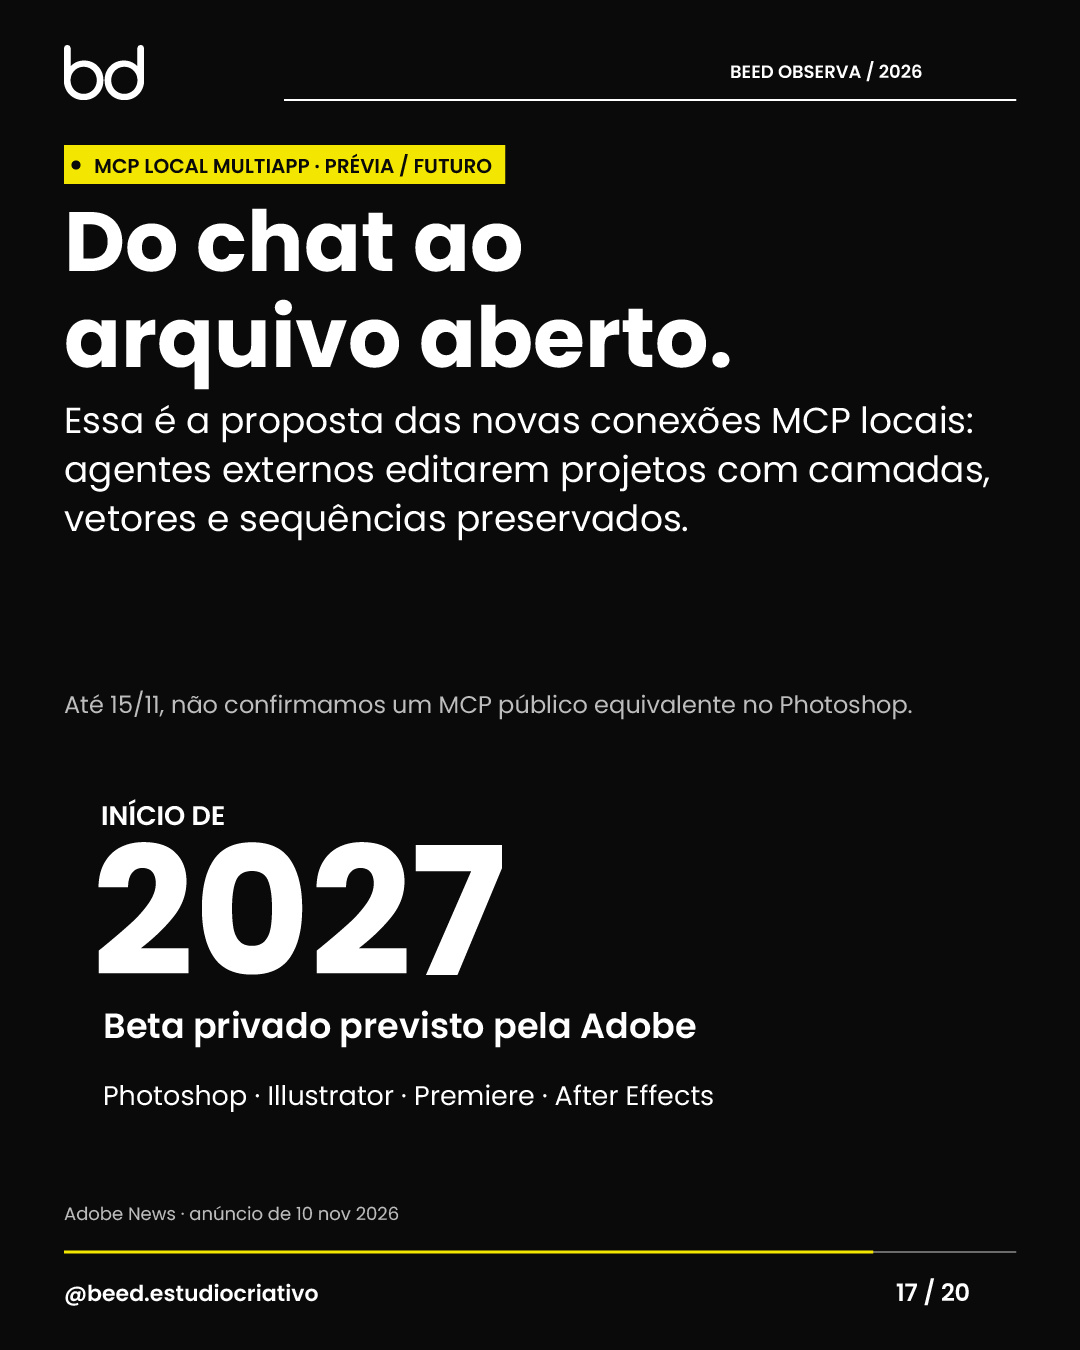 bd
BEED OBSERVA / 2026
• MCP LOCAL MULTIAPP · PRÉVIA / FUTURO
Do chat ao
arquivo aberto.
Essa é a proposta das novas conexões MCP locais:
agentes externos editarem projetos com camadas,
vetores e sequências preservados.
Até 15/11, não confirmamos um MCP público equivalente no Photoshop.
INÍCIO DE
2027
Beta privado previsto pela Adobe
Photoshop · Illustrator · Premiere · After Effects
Adobe News · anúncio de 10 nov 2026
@beed.estudiocriativo
17 / 20